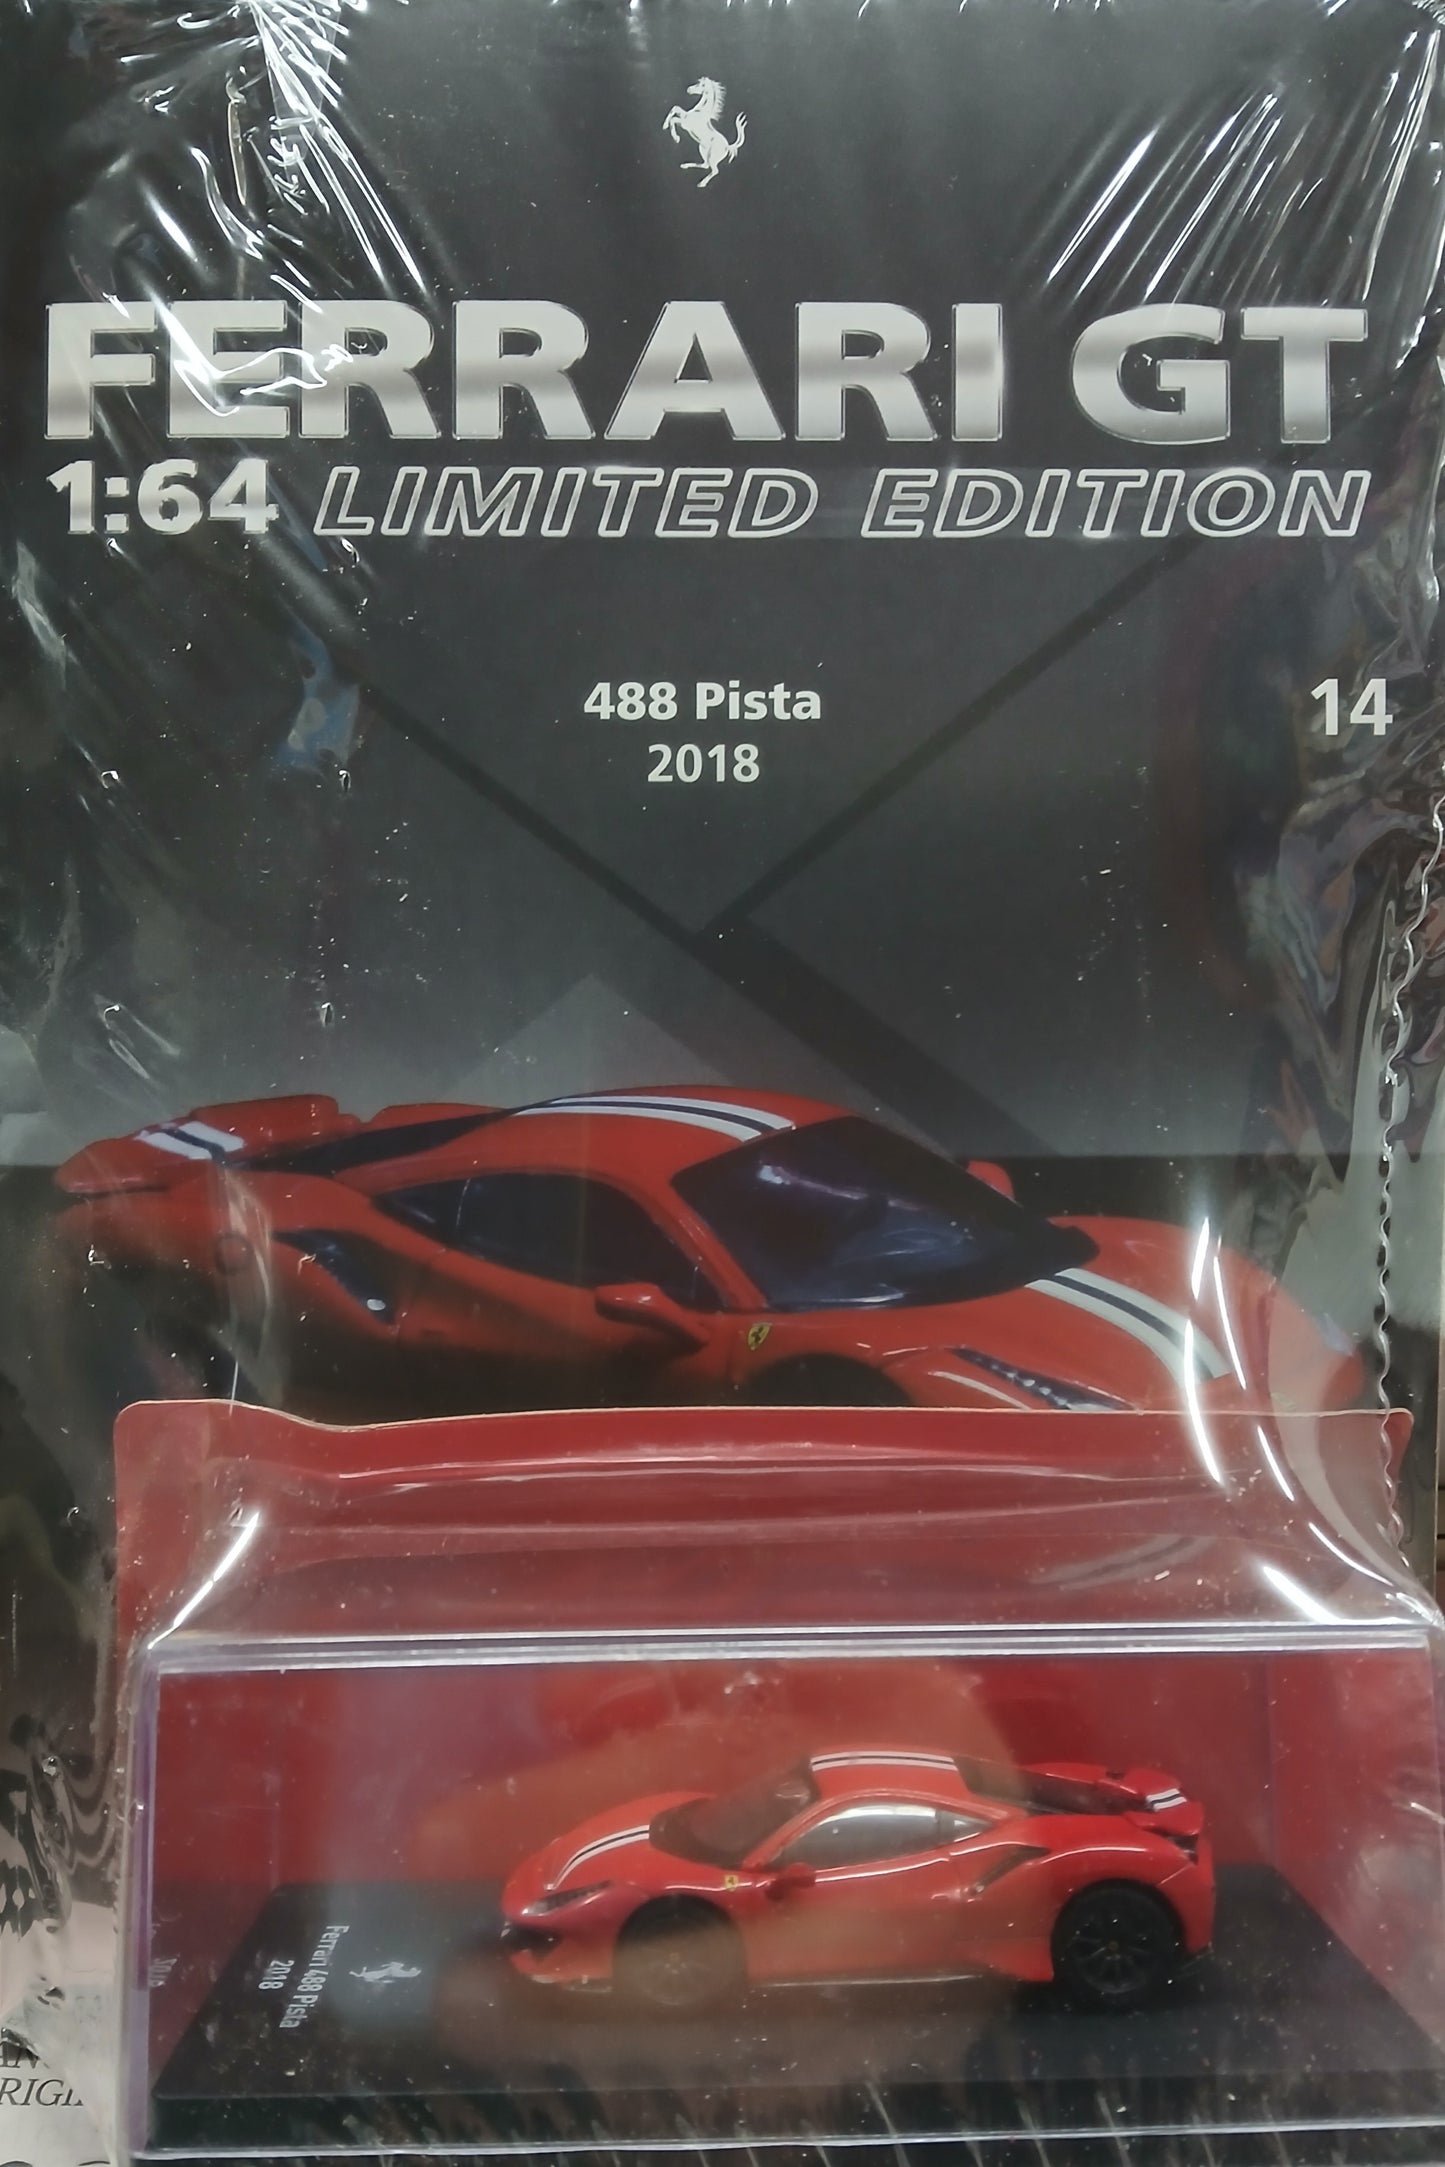 FERRARI GT
1:64 LIMITED EDITION
488 Pista
2018
14
Ferrari 488 Pista
2018